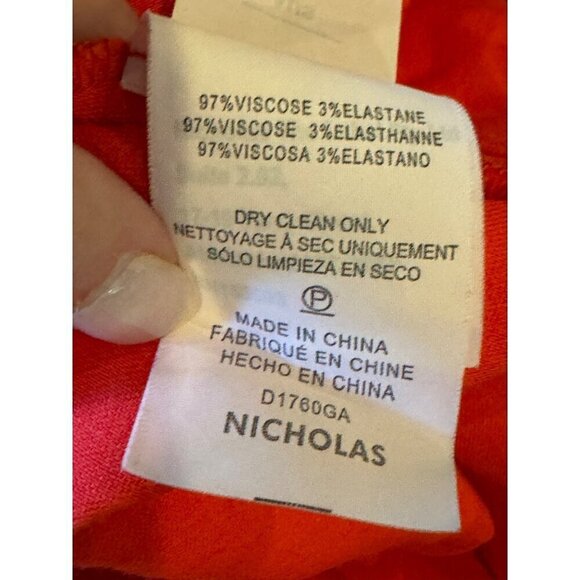 97%VISCOSE 3%ELASTANE
97%VISCOSE 3%ELASTHANNE
97%VISCOSA 3%ELASTANO
DRY CLEAN ONLY
NETTOYAGE À SEC UNIQUEMENT
SÓLO LIMPIEZA EN SECO
P
MADE IN CHINA
FABRIQUÉ EN CHINE
HECHO EN CHINA
D1760GA
NICHOLAS